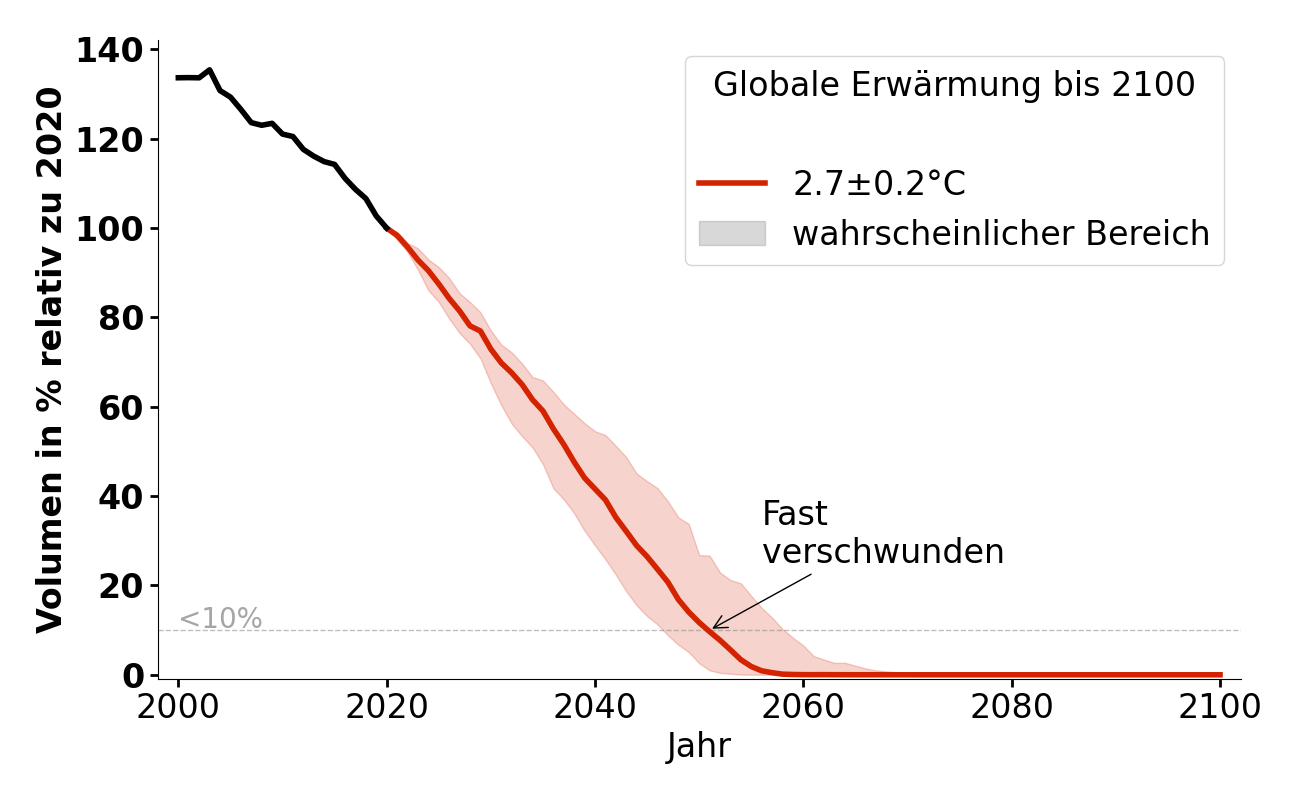 Volumen in % relativ zu 2020
140
120
100
80
60
40
20
0
Globale Erwärmung bis 2100
2.7±0.2°C
wahrscheinlicher Bereich
Fast
verschwunden
<10%
2000 2020 2040 2060 2080 2100
Jahr